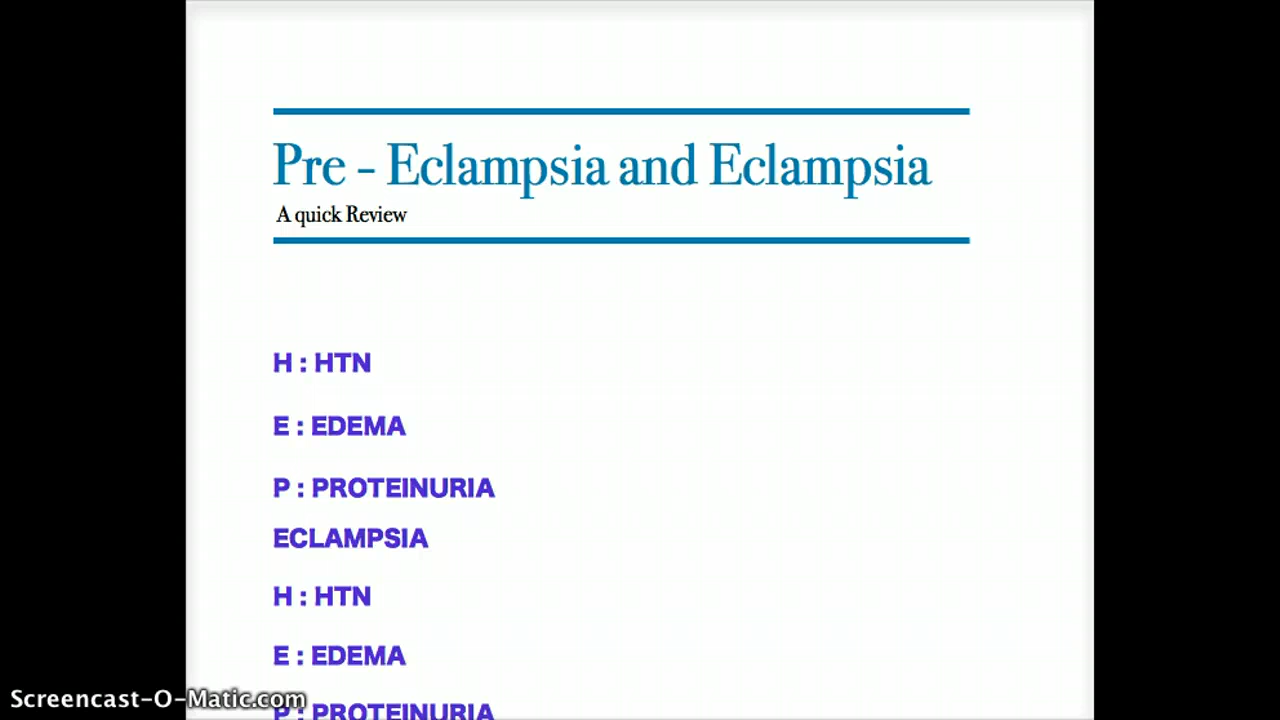 Pre – Eclampsia and Eclampsia
A quick Review
H : HTN
E : EDEMA
P : PROTEINURIA
ECLAMPSIA
H : HTN
E : EDEMA
P : PROTEINURIA
Screencast-O-Matic.com